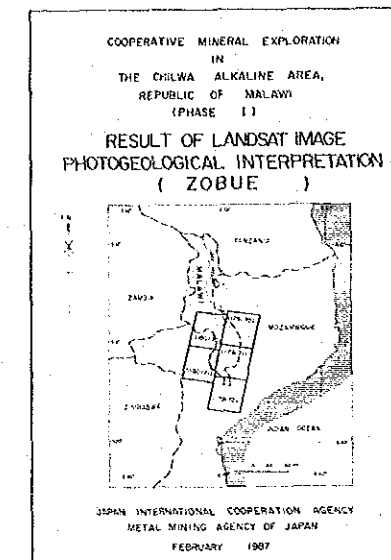 COOPERATIVE MINERAL EXPLORATION
IN
THE CHILWA ALKALINE AREA,
REPUBLIC OF MALAWI
(PHASE I)
RESULT OF LANDSAT IMAGE
PHOTOGEOLOGICAL INTERPRETATION
( ZOBUE )
TANZANIA
MALAWI
ZAMBIA
MOZAMBIQUE
ZIMBABWE
INDIAN OCEAN
JAPAN INTERNATIONAL COOPERATION AGENCY
METAL MINING AGENCY OF JAPAN
FEBRUARY 1987